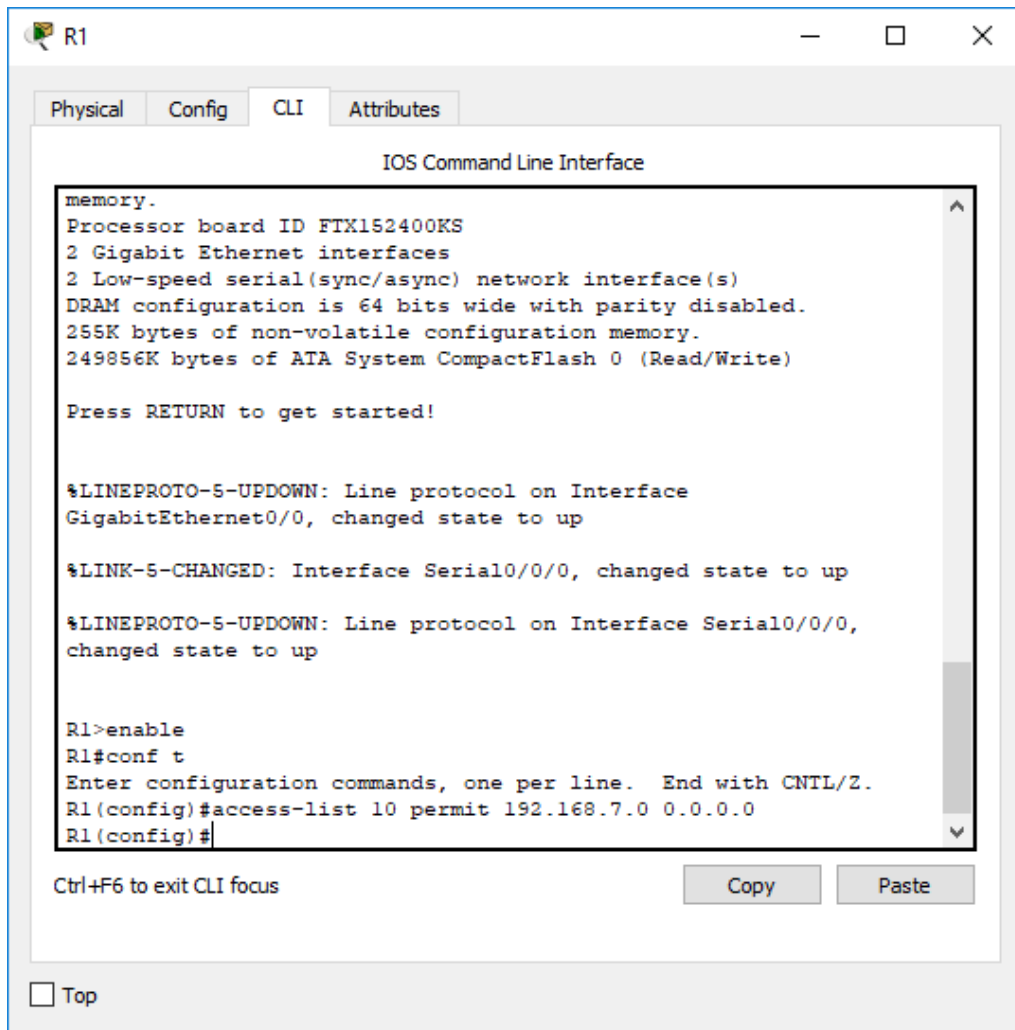 R1
Physical Config CLI Attributes
IOS Command Line Interface
memory.
Processor board ID FTX152400KS
2 Gigabit Ethernet interfaces
2 Low-speed serial(sync/async) network interface(s)
DRAM configuration is 64 bits wide with parity disabled.
255K bytes of non-volatile configuration memory.
249856K bytes of ATA System CompactFlash 0 (Read/Write)
Press RETURN to get started!
%LINEPROTO-5-UPDOWN: Line protocol on Interface
GigabitEthernet0/0, changed state to up
%LINK-5-CHANGED: Interface Serial0/0/0, changed state to up
%LINEPROTO-5-UPDOWN: Line protocol on Interface Serial0/0/0,
changed state to up
R1>enable
R1#conf t
Enter configuration commands, one per line.  End with CNTL/Z.
R1(config)#access-list 10 permit 192.168.7.0 0.0.0.0
R1(config)#
Ctrl+F6 to exit CLI focus Copy Paste
Top